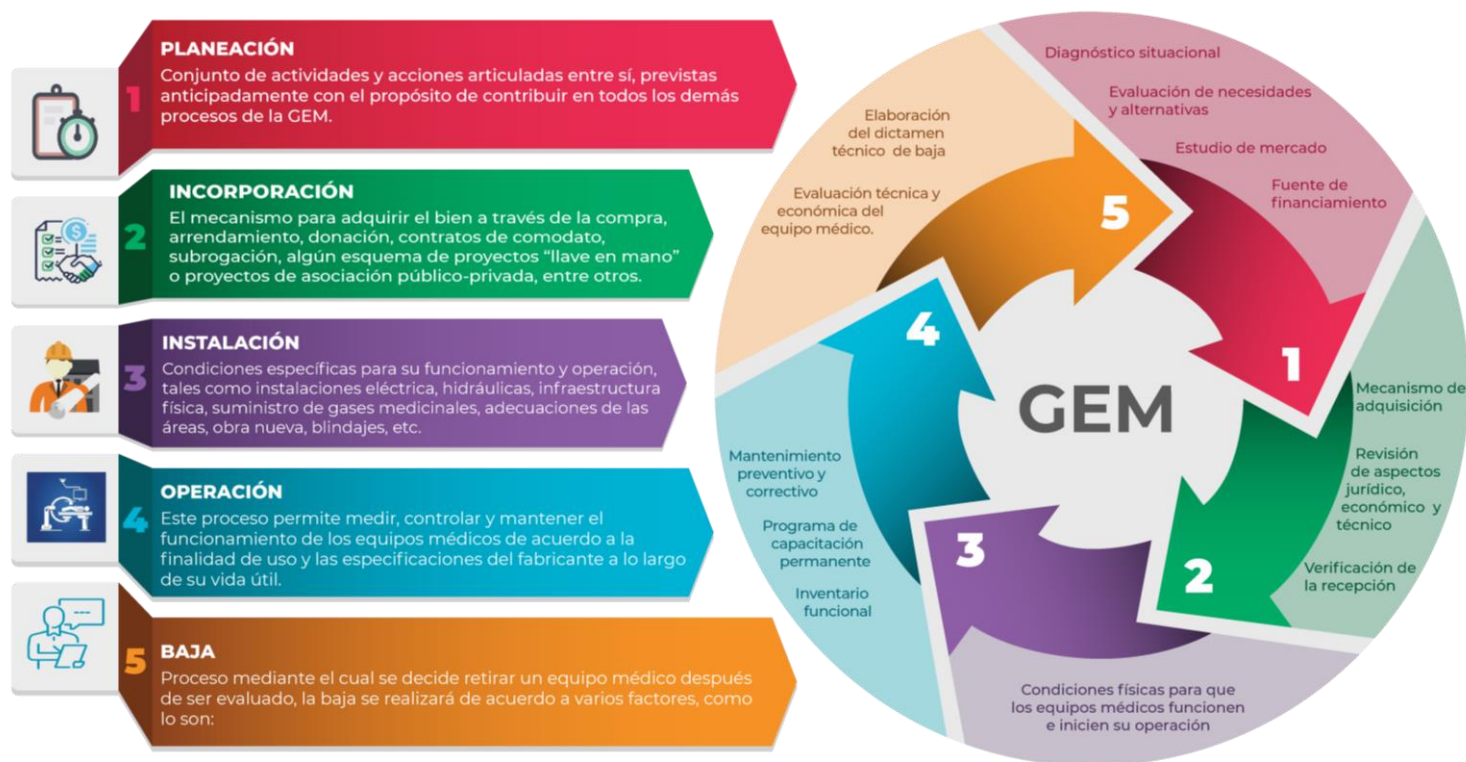 1
PLANEACIÓN
Conjunto de actividades y acciones articuladas entre sí, previstas
anticipadamente con el propósito de contribuir en todos los demás
procesos de la GEM.
2
INCORPORACIÓN
El mecanismo para adquirir el bien a través de la compra,
arrendamiento, donación, contratos de comodato,
subrogación, algún esquema de proyectos “llave en mano”
o proyectos de asociación público-privada, entre otros.
3
INSTALACIÓN
Condiciones específicas para su funcionamiento y operación,
tales como instalaciones eléctrica, hidráulicas, infraestructura
física, suministro de gases medicinales, adecuaciones de las
áreas, obra nueva, blindajes, etc.
4
OPERACIÓN
Este proceso permite medir, controlar y mantener el
funcionamiento de los equipos médicos de acuerdo a la
finalidad de uso y las especificaciones del fabricante a lo largo
de su vida útil.
5
BAJA
Proceso mediante el cual se decide retirar un equipo médico después
de ser evaluado, la baja se realizará de acuerdo a varios factores, como
lo son:
GEM
1
Diagnóstico situacional
Evaluación de necesidades
y alternativas
Estudio de mercado
Fuente de
financiamiento
2
Mecanismo de
adquisición
Revisión
de aspectos
jurídico,
económico y
técnico
Verificación de
la recepción
3
Condiciones físicas para que
los equipos médicos funcionen
e inicien su operación
4
Mantenimiento
preventivo y
correctivo
Programa de
capacitación
permanente
Inventario
funcional
5
Elaboración
del dictamen
técnico de baja
Evaluación técnica y
económica del
equipo médico.